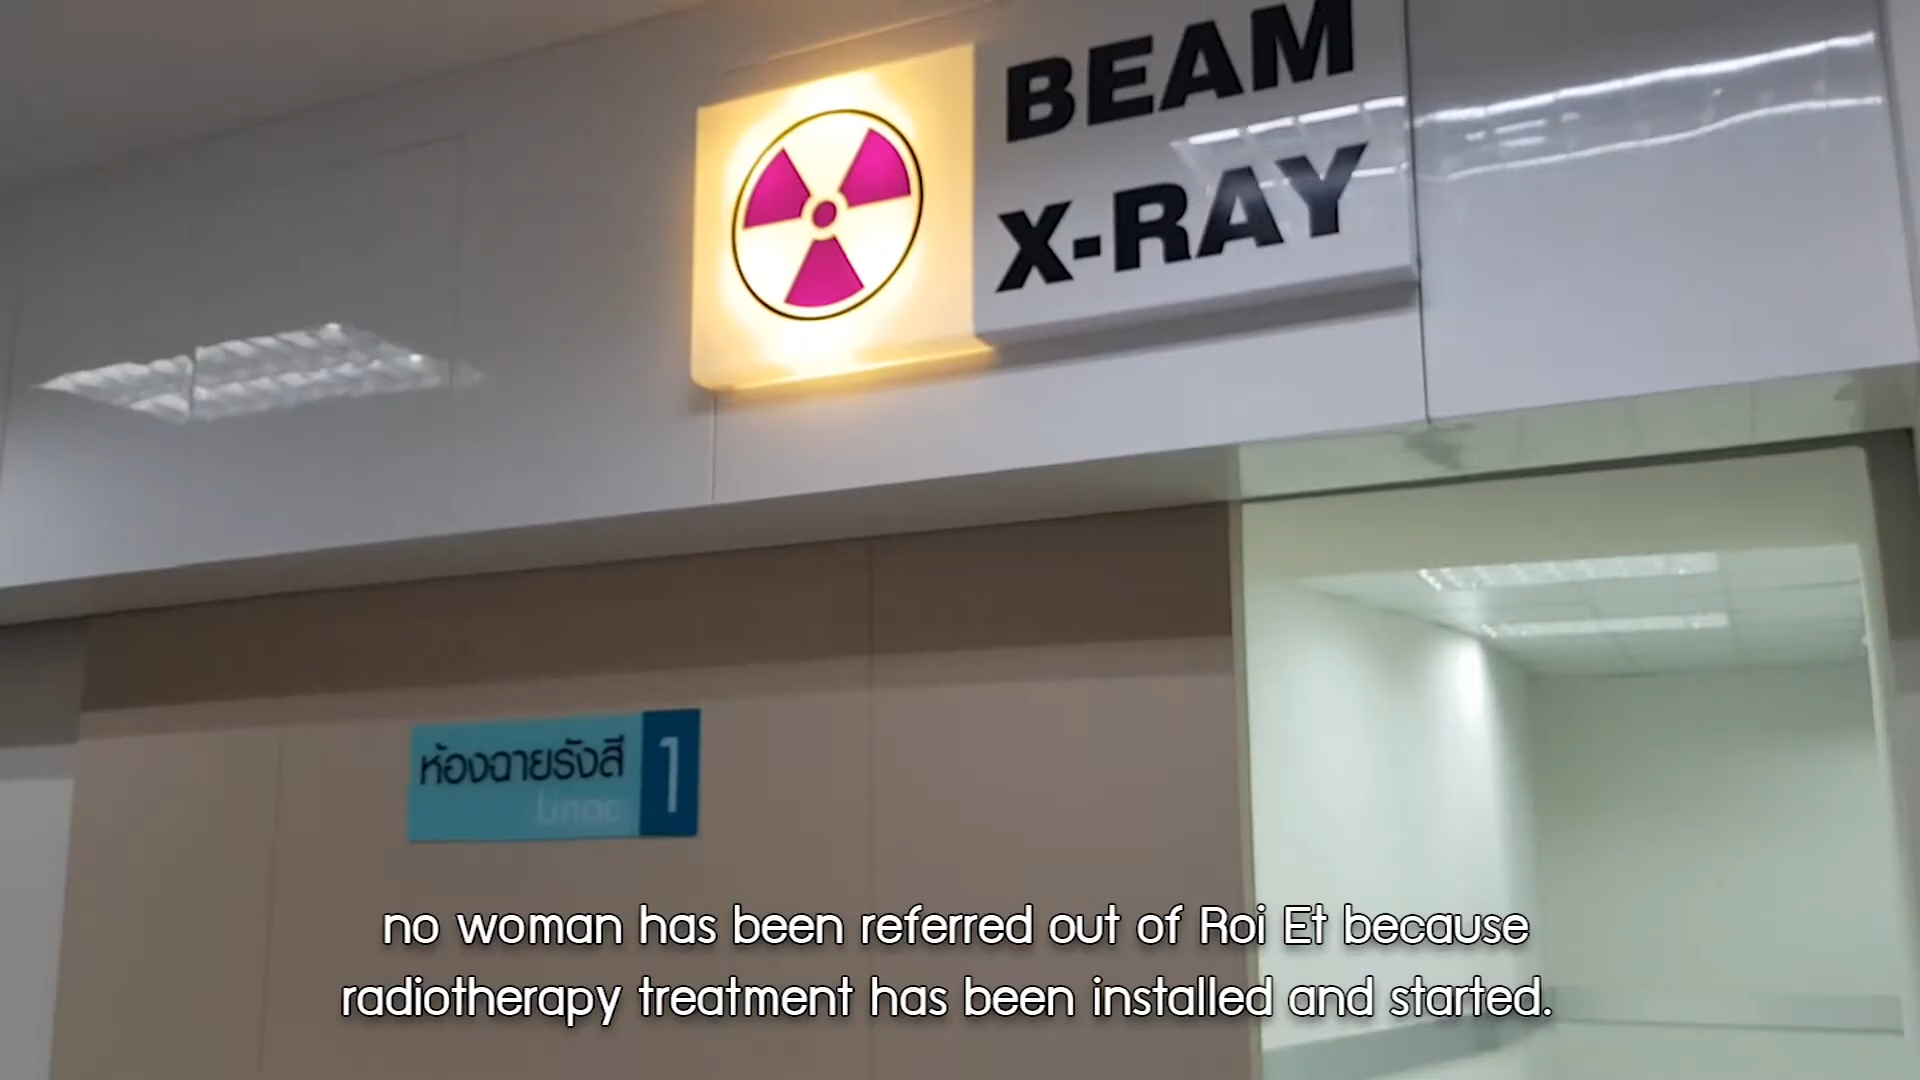 BEAM
X-RAY
ห้องฉายรังสี 1
Linac
no woman has been referred out of Roi Et because
radiotherapy treatment has been installed and started.